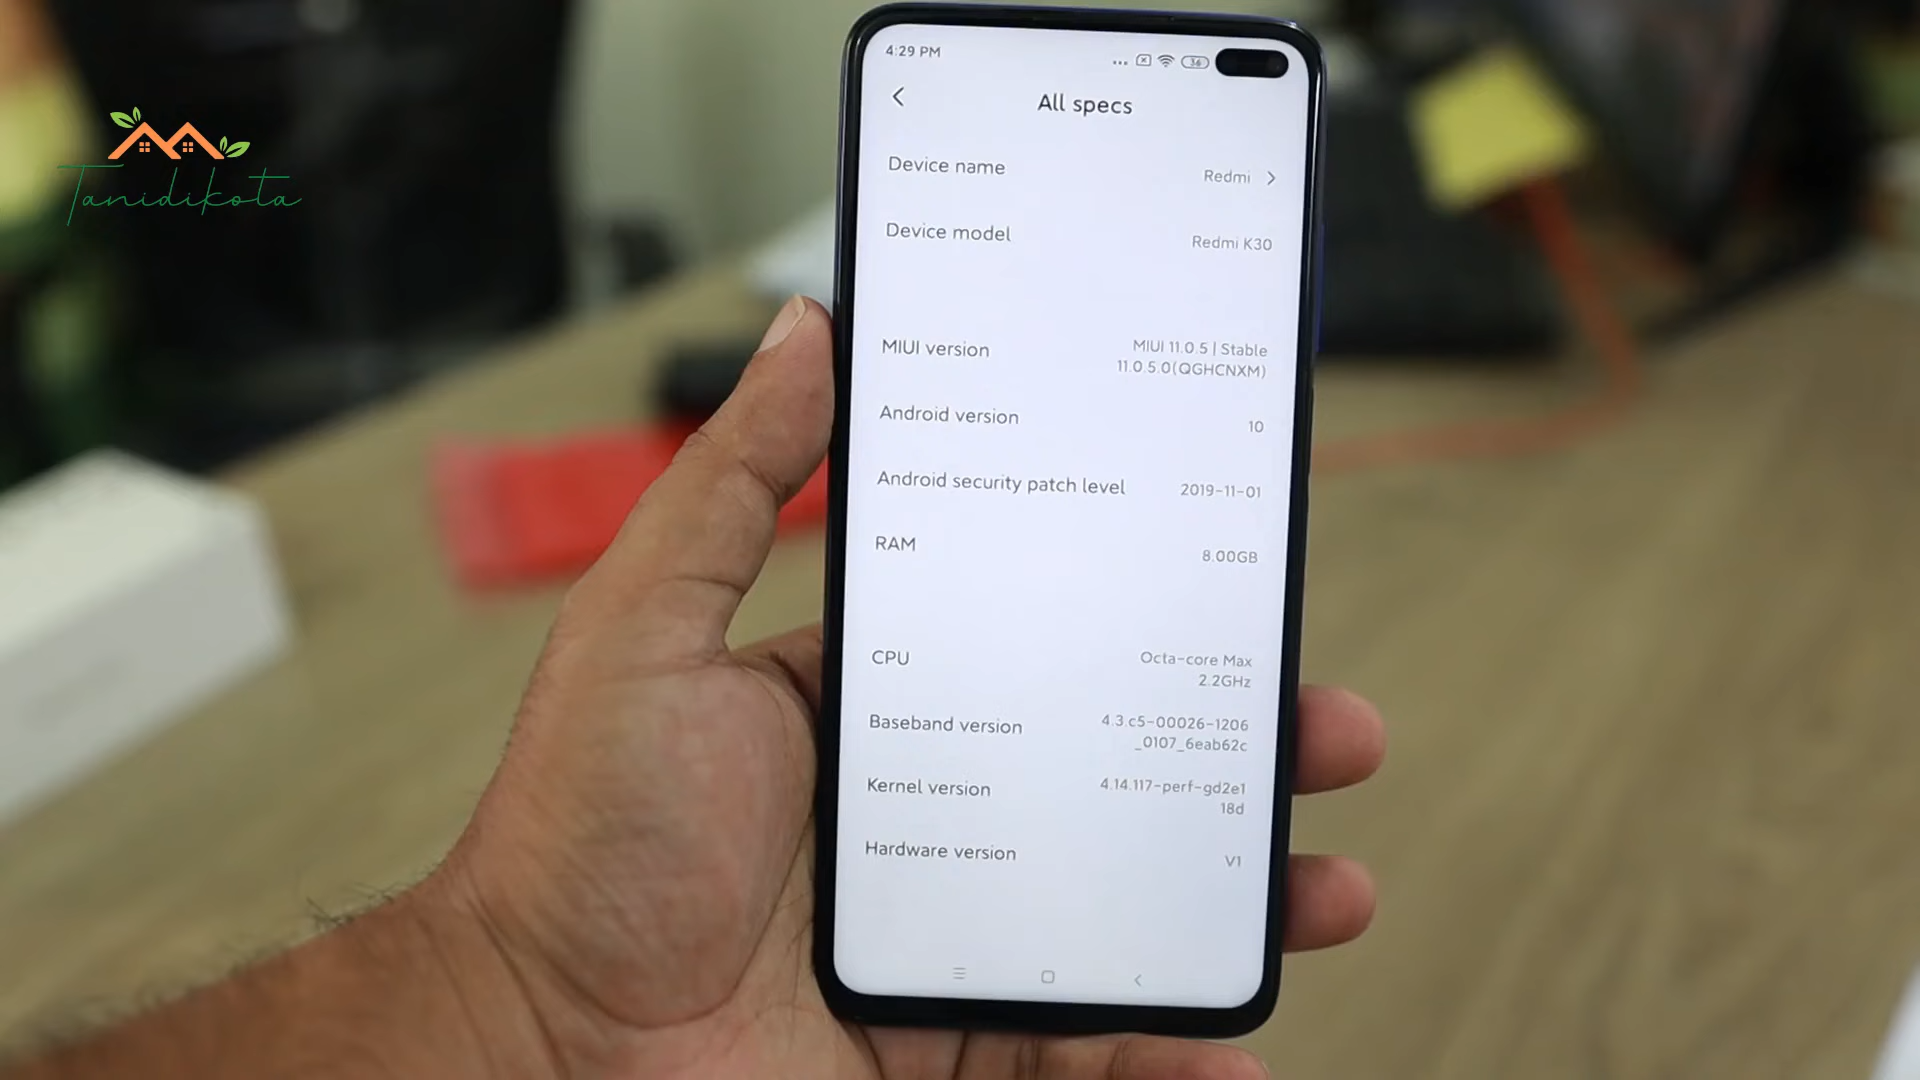 Tanidikota
4:29 PM
36
All specs
Device name
Redmi
Device model
Redmi K30
MIUI version
MIUI 11.0.5 | Stable
11.0.5.0(QGHCNXM)
Android version
10
Android security patch level
2019-11-01
RAM
8.00GB
CPU
Octa-core Max
2.2GHz
Baseband version
4.3.c5-00026-1206
_0107_6eab62c
Kernel version
4.14.117-perf-gd2e1
18d
Hardware version
V1